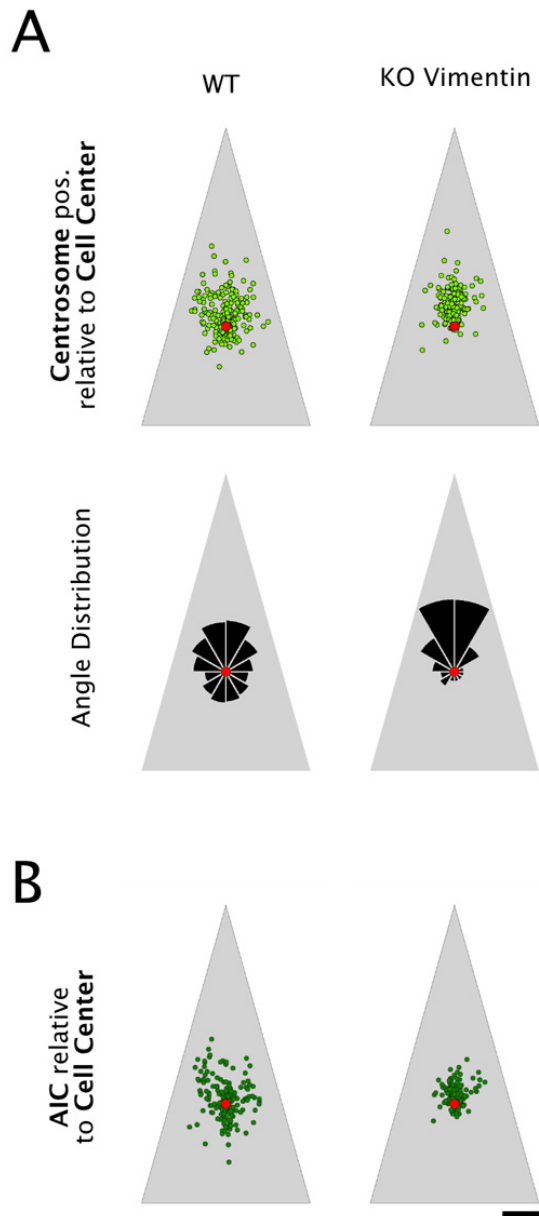 A
WT
KO Vimentin
Centrosome pos.
relative to Cell Center
Angle Distribution
B
AIC relative
to Cell Center